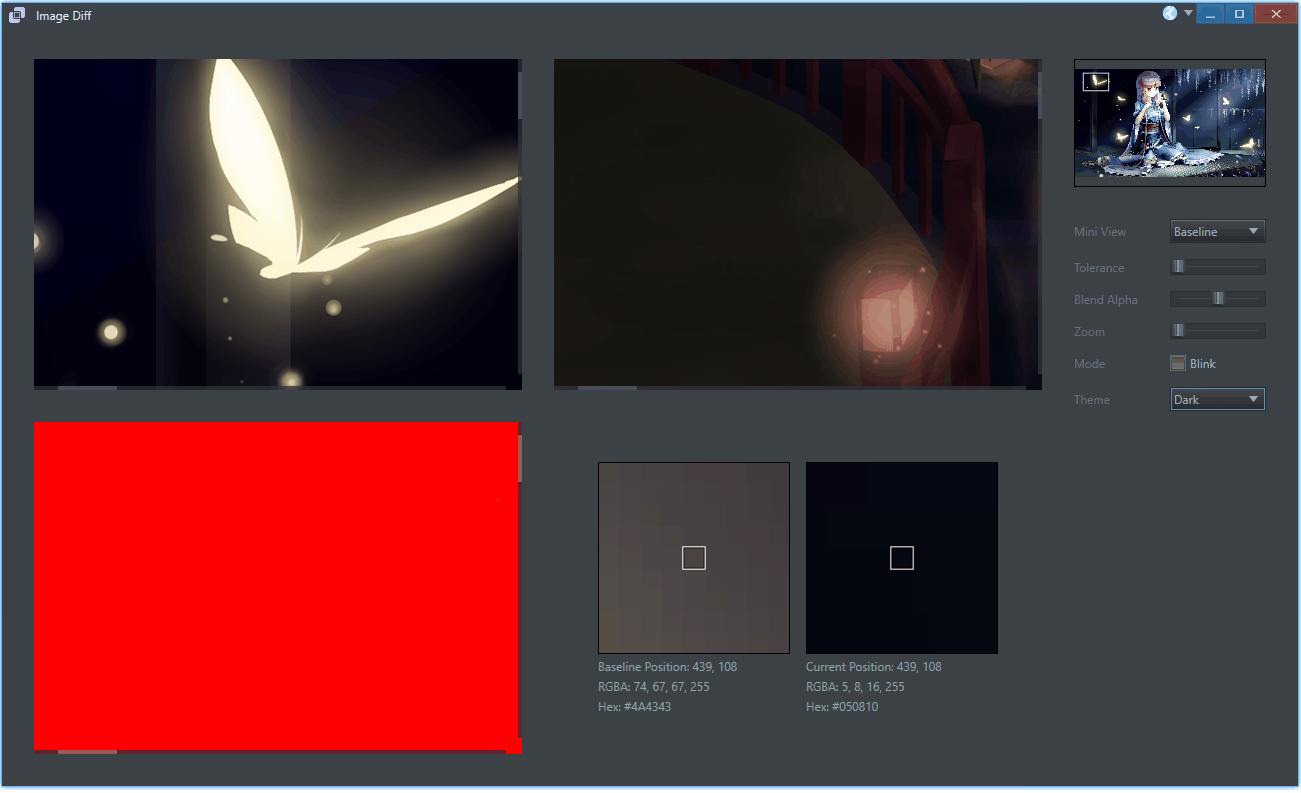 Image Diff
Mini View
Baseline
Tolerance
Blend Alpha
Zoom
Mode
Blink
Theme
Dark
Baseline Position: 439, 108
RGBA: 74, 67, 67, 255
Hex: #4A4343
Current Position: 439, 108
RGBA: 5, 8, 16, 255
Hex: #050810